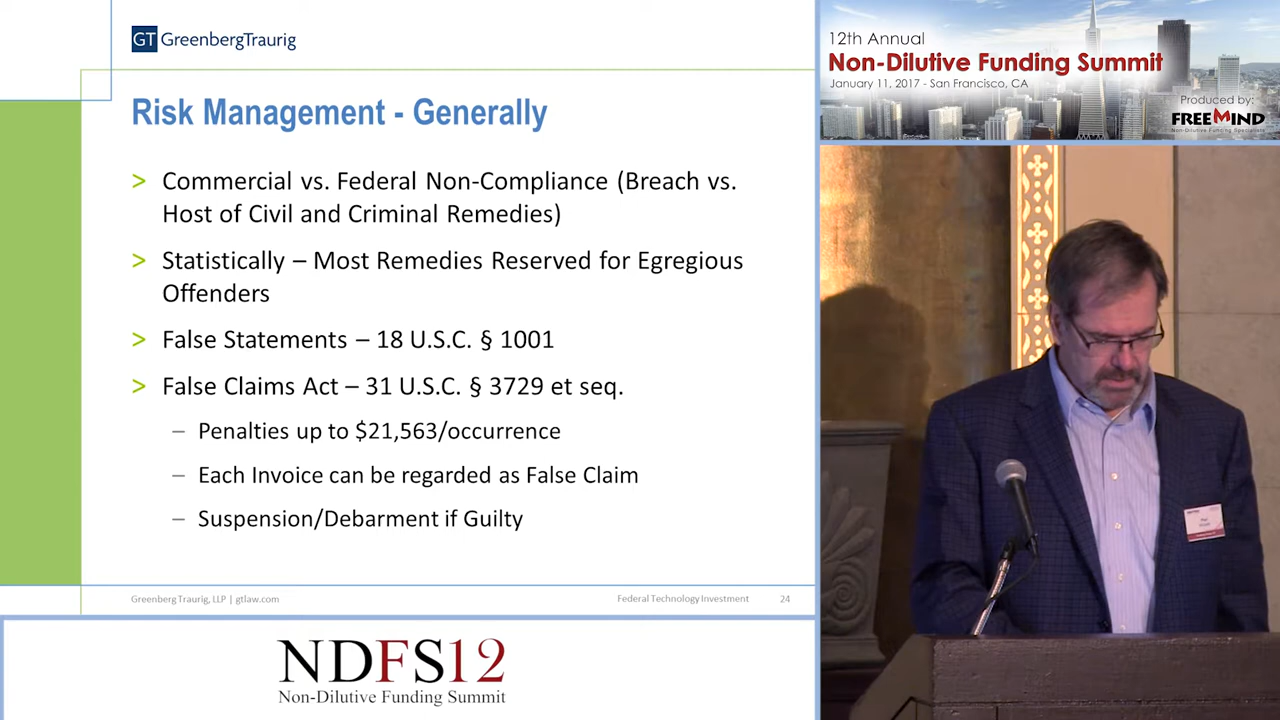 GT GreenbergTraurig
Risk Management - Generally
> Commercial vs. Federal Non-Compliance (Breach vs.
Host of Civil and Criminal Remedies)
> Statistically – Most Remedies Reserved for Egregious
Offenders
> False Statements – 18 U.S.C. § 1001
> False Claims Act – 31 U.S.C. § 3729 et seq.
– Penalties up to $21,563/occurrence
– Each Invoice can be regarded as False Claim
– Suspension/Debarment if Guilty
Greenberg Traurig, LLP | gtlaw.com
Federal Technology Investment 24
NDFS12
Non-Dilutive Funding Summit
12th Annual
Non-Dilutive Funding Summit
January 11, 2017 - San Francisco, CA
Produced by:
FREEMIND
Non-Dilutive Funding Specialists